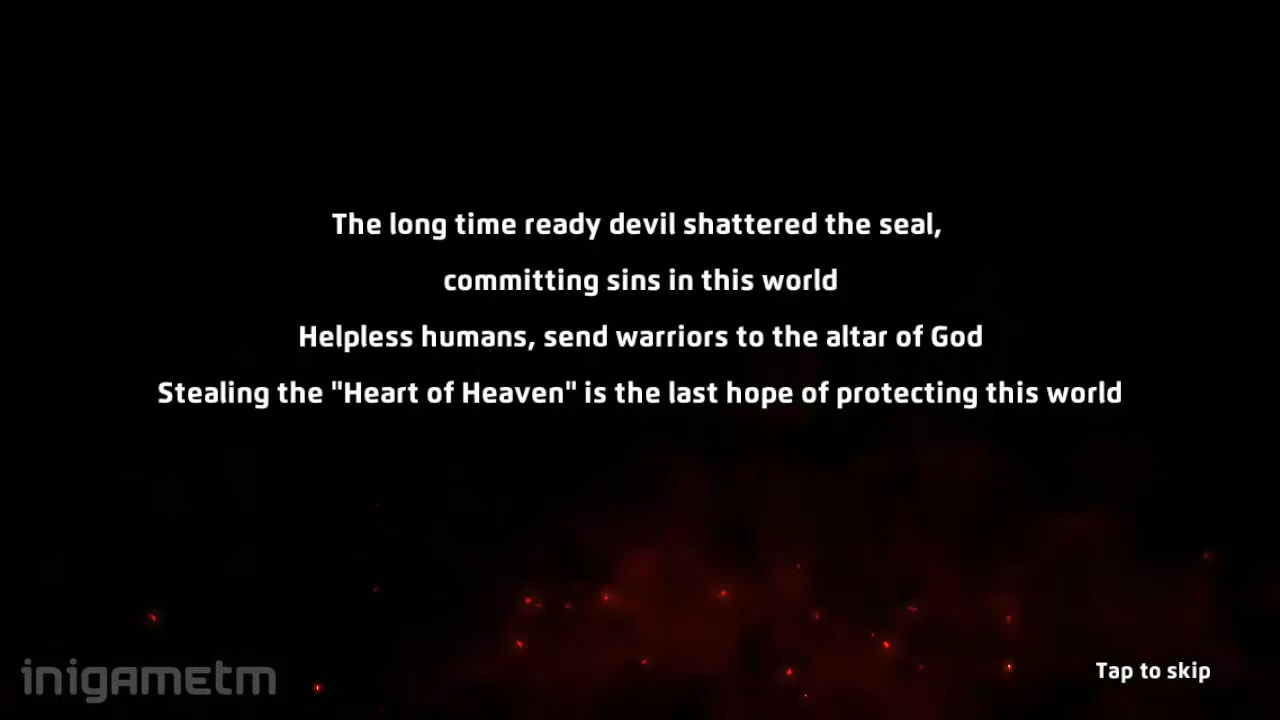 The long time ready devil shattered the seal,
committing sins in this world
Helpless humans, send warriors to the altar of God
Stealing the "Heart of Heaven" is the last hope of protecting this world
Tap to skip
inigametm